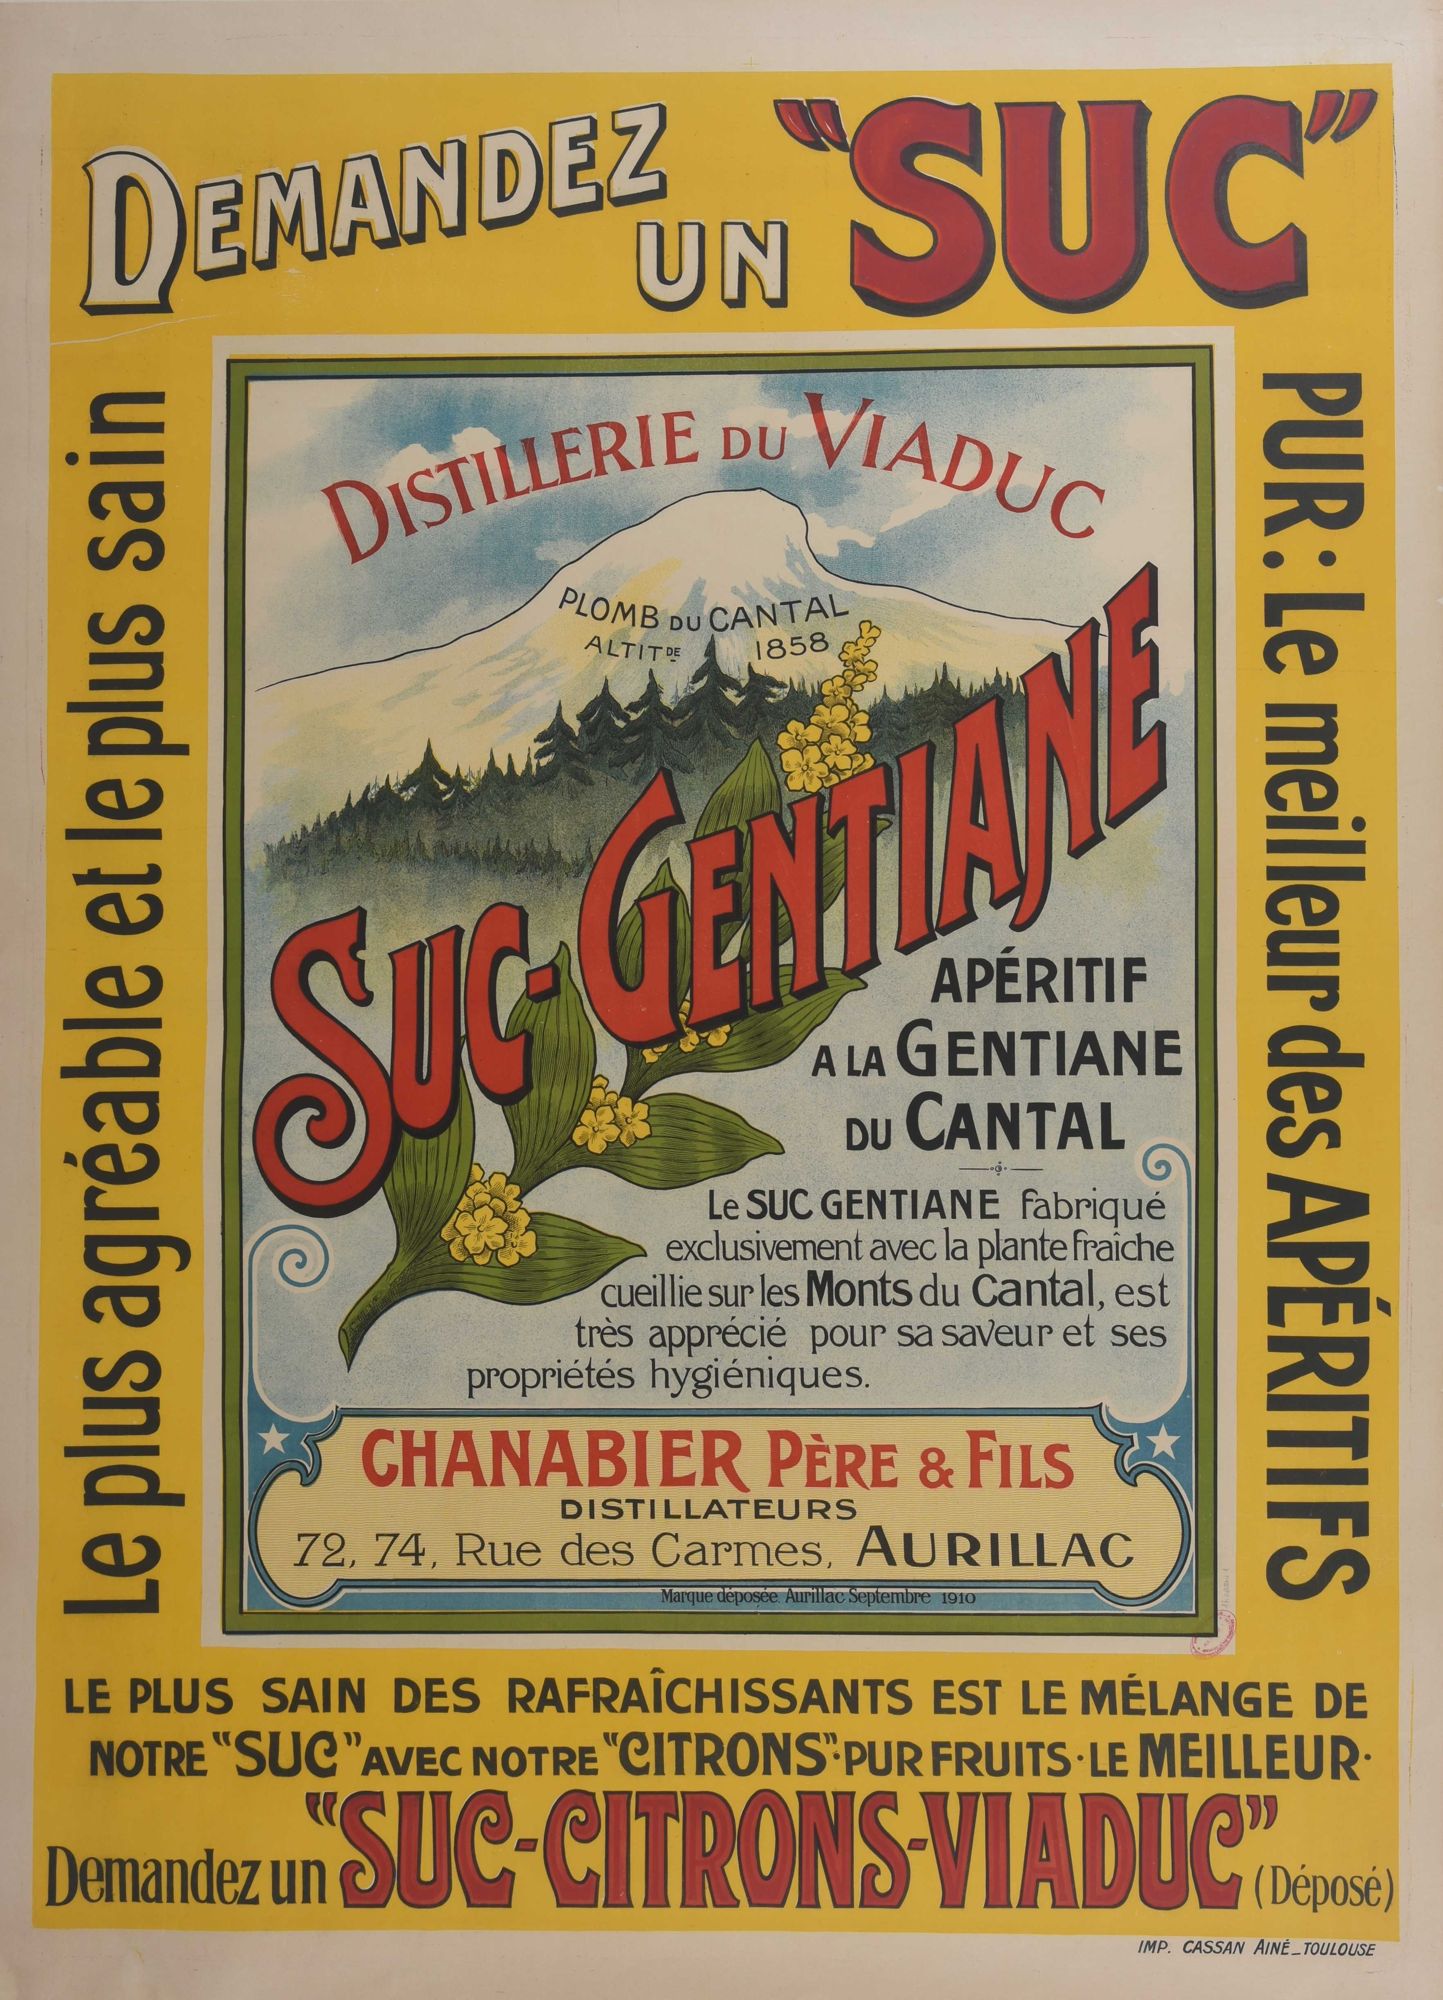 DEMANDEZ
UN "SUC"
Le plus agréable et le plus sain
PUR: Le meilleur des APÉRITIFS
DISTILLERIE DU VIADUC
PLOMB DU CANTAL
ALTITDE 1858
SUC-GENTIANE
APÉRITIF
A LA GENTIANE
DU CANTAL
Le SUC GENTIANE fabriqué
exclusivement avec la plante fraîche
cueillie sur les Monts du Cantal, est
très apprécié pour sa saveur et ses
propriétés hygiéniques.
CHANABIER PÈRE & FILS
DISTILLATEURS
72, 74, Rue des Carmes, AURILLAC
Marque déposée. Aurillac Septembre 1910
LE PLUS SAIN DES RAFRAÎCHISSANTS EST LE MÉLANGE DE
NOTRE "SUC" AVEC NOTRE "CITRONS"·PUR FRUITS·LE MEILLEUR·
Demandez un "SUC-CITRONS-VIADUC" (Déposé)
IMP. CASSAN AINÉ_TOULOUSE